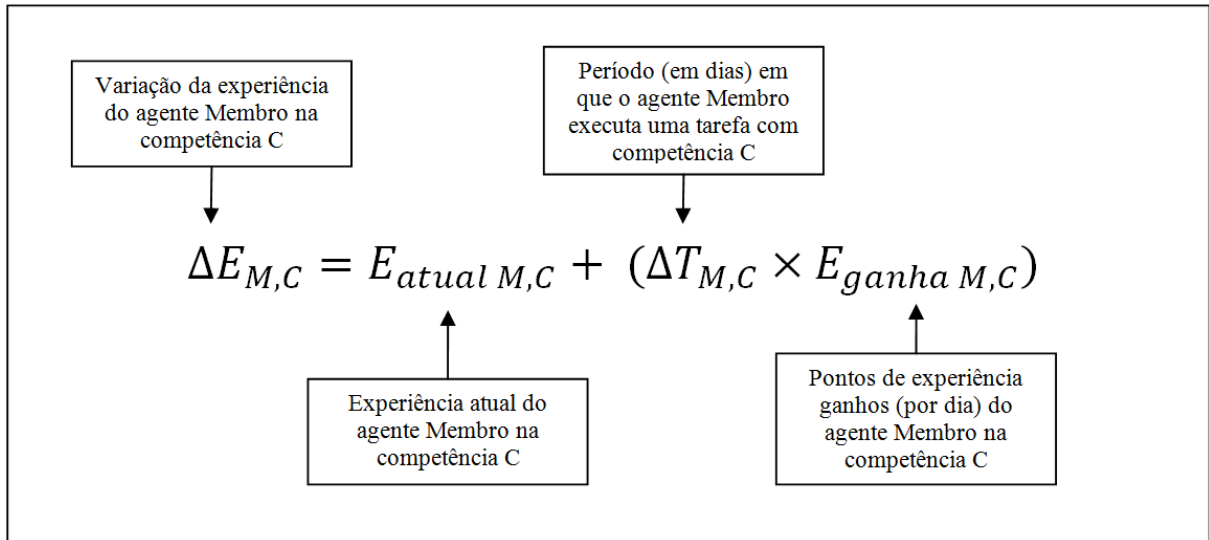 Variação da experiência
do agente Membro na
competência C
Período (em dias) em
que o agente Membro
executa uma tarefa com
competência C
ΔE_{M,C} = E_{atual M,C} + (ΔT_{M,C} × E_{ganha M,C})
Experiência atual do
agente Membro na
competência C
Pontos de experiência
ganhos (por dia) do
agente Membro na
competência C